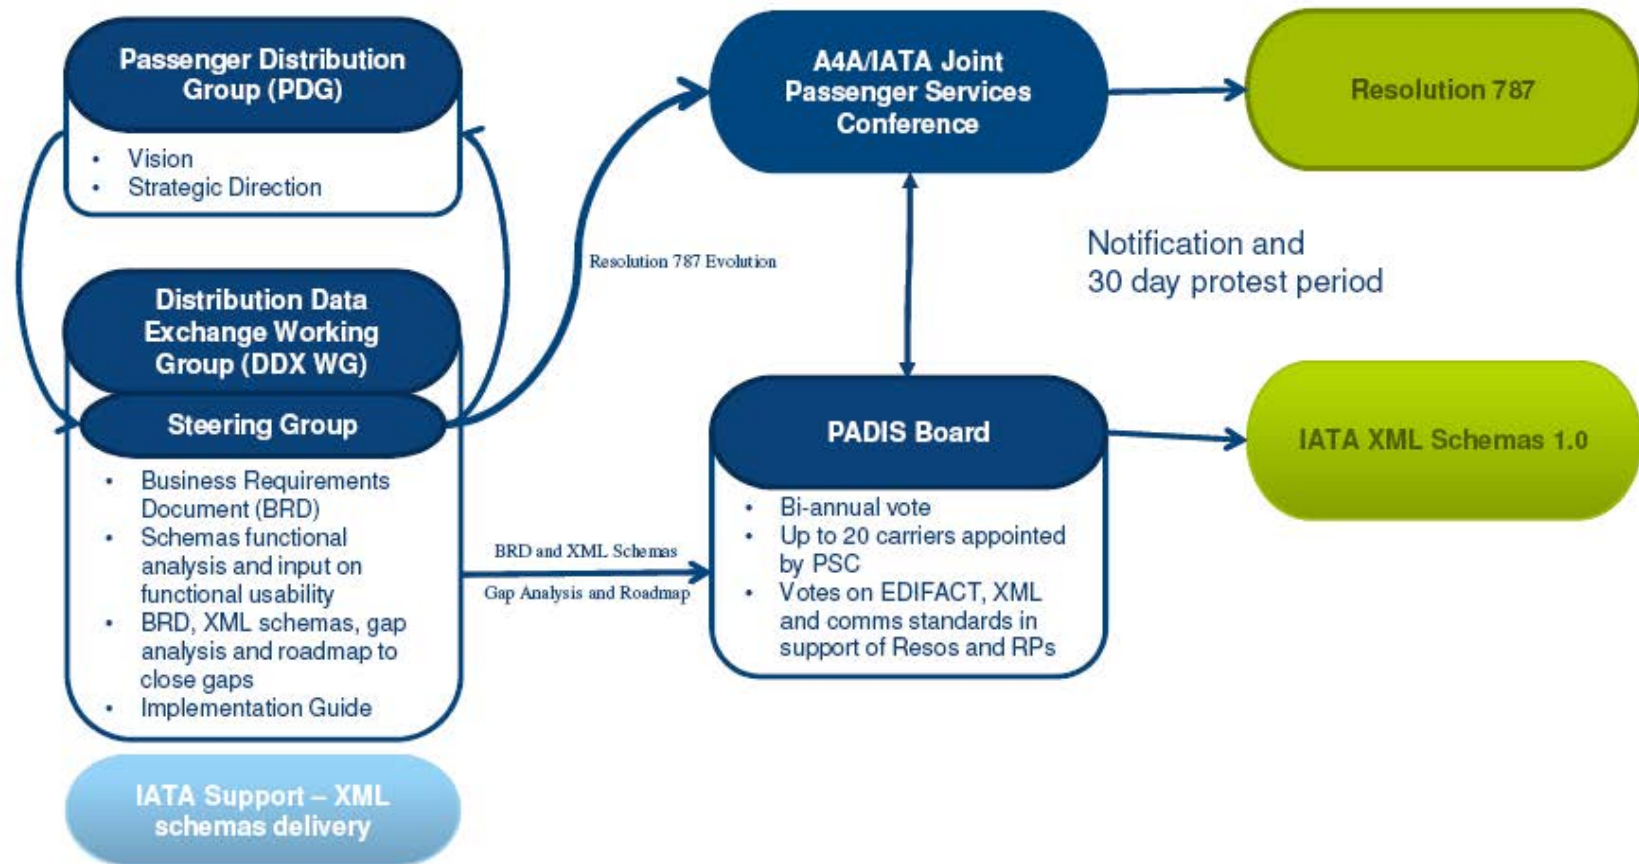 Passenger Distribution
Group (PDG)
• Vision
• Strategic Direction
Distribution Data
Exchange Working
Group (DDX WG)
Steering Group
• Business Requirements
Document (BRD)
• Schemas functional
analysis and input on
functional usability
• BRD, XML schemas, gap
analysis and roadmap to
close gaps
• Implementation Guide
IATA Support – XML
schemas delivery
Resolution 787 Evolution
BRD and XML Schemas
Gap Analysis and Roadmap
A4A/IATA Joint
Passenger Services
Conference
PADIS Board
• Bi-annual vote
• Up to 20 carriers appointed
by PSC
• Votes on EDIFACT, XML
and comms standards in
support of Resos and RPs
Resolution 787
Notification and
30 day protest period
IATA XML Schemas 1.0